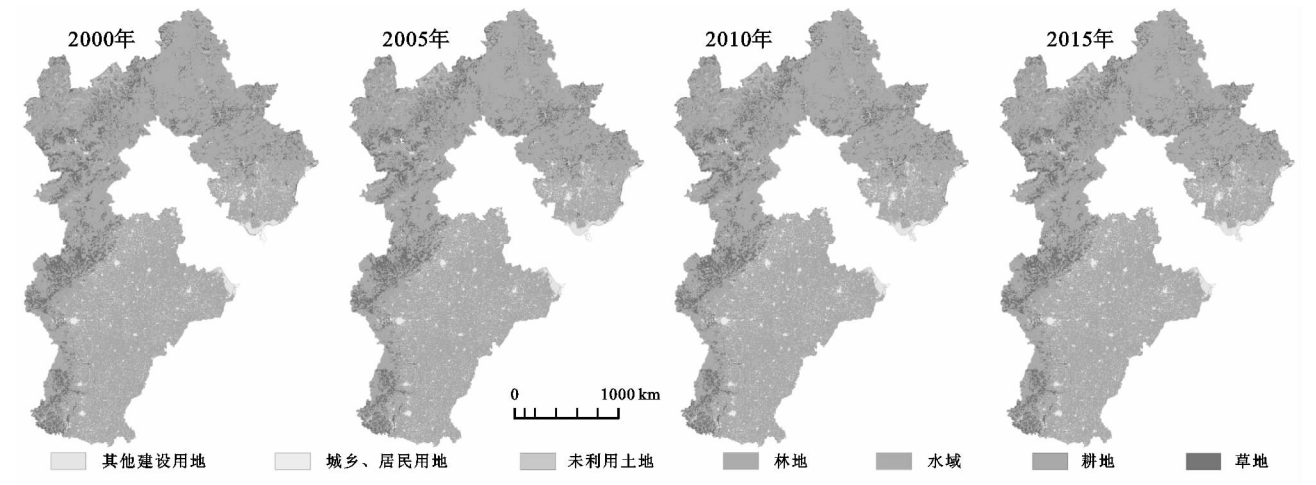 2000年 2005年 2010年 2015年
0 1000 km
其他建设用地 城乡、居民用地 未利用土地 林地 水域 耕地 草地